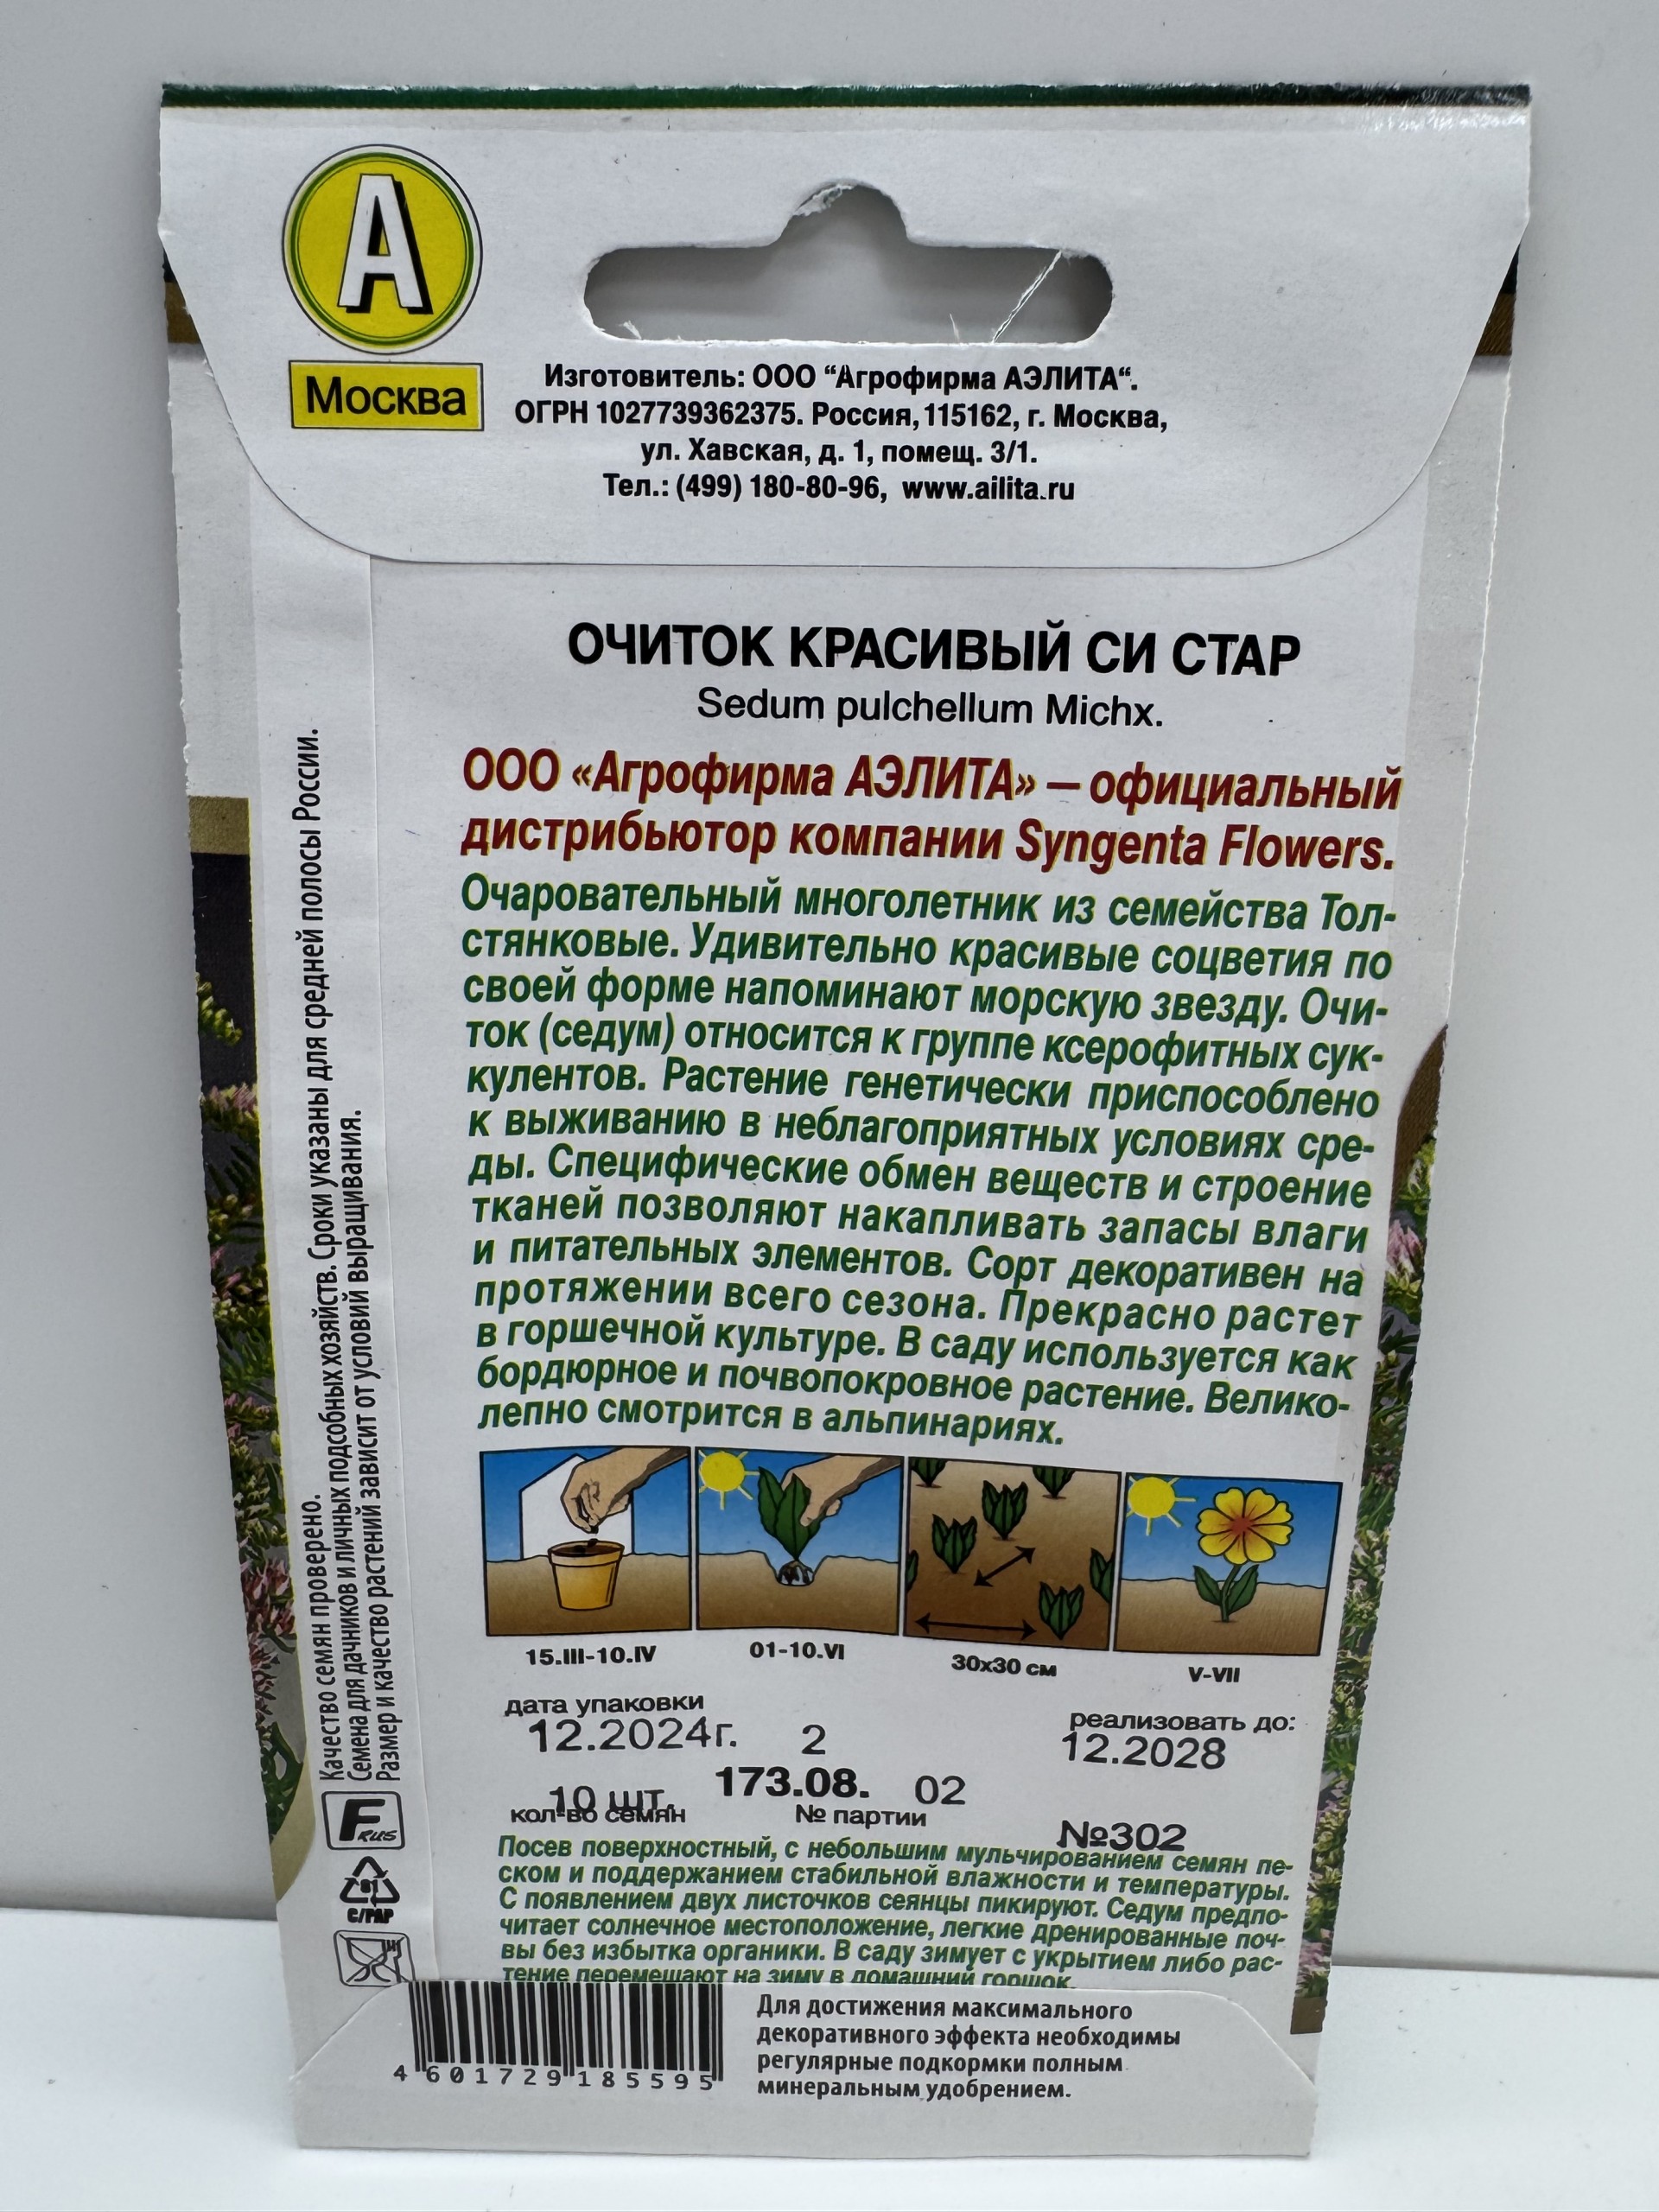 А
Москва
Изготовитель: ООО “Агрофирма АЭЛИТА“.
ОГРН 1027739362375. Россия, 115162, г. Москва,
ул. Хавская, д. 1, помещ. 3/1.
Тел.: (499) 180-80-96, www.ailita.ru
ОЧИТОК КРАСИВЫЙ СИ СТАР
Sedum pulchellum Michx.
ООО «Агрофирма АЭЛИТА» — официальный
дистрибьютор компании Syngenta Flowers.
Очаровательный многолетник из семейства Тол-
стянковые. Удивительно красивые соцветия по
своей форме напоминают морскую звезду. Очи-
ток (седум) относится к группе ксерофитных сук-
кулентов. Растение генетически приспособлено
к выживанию в неблагоприятных условиях сре-
ды. Специфические обмен веществ и строение
тканей позволяют накапливать запасы влаги
и питательных элементов. Сорт декоративен на
протяжении всего сезона. Прекрасно растет
в горшечной культуре. В саду используется как
бордюрное и почвопокровное растение. Велико-
лепно смотрится в альпинариях.
15.III-10.IV
01-10.VI
30x30 см
V-VII
дата упаковки
12.2024г. 2
реализовать до:
12.2028
10 шт. 173.08. 02
кол-во семян
№ партии
№302
Посев поверхностный, с небольшим мульчированием семян пе-
ском и поддержанием стабильной влажности и температуры.
С появлением двух листочков сеянцы пикируют. Седум предпо-
читает солнечное местоположение, легкие дренированные поч-
вы без избытка органики. В саду зимует с укрытием либо рас-
тение перемещают на зиму в домашний горшок.
Качество семян проверено.
Семена для дачников и личных подсобных хозяйств. Сроки указаны для средней полосы России.
Размер и качество растений зависит от условий выращивания.
F RUS
81
C/PAP
4 601729 185595
Для достижения максимального
декоративного эффекта необходимы
регулярные подкормки полным
минеральным удобрением.